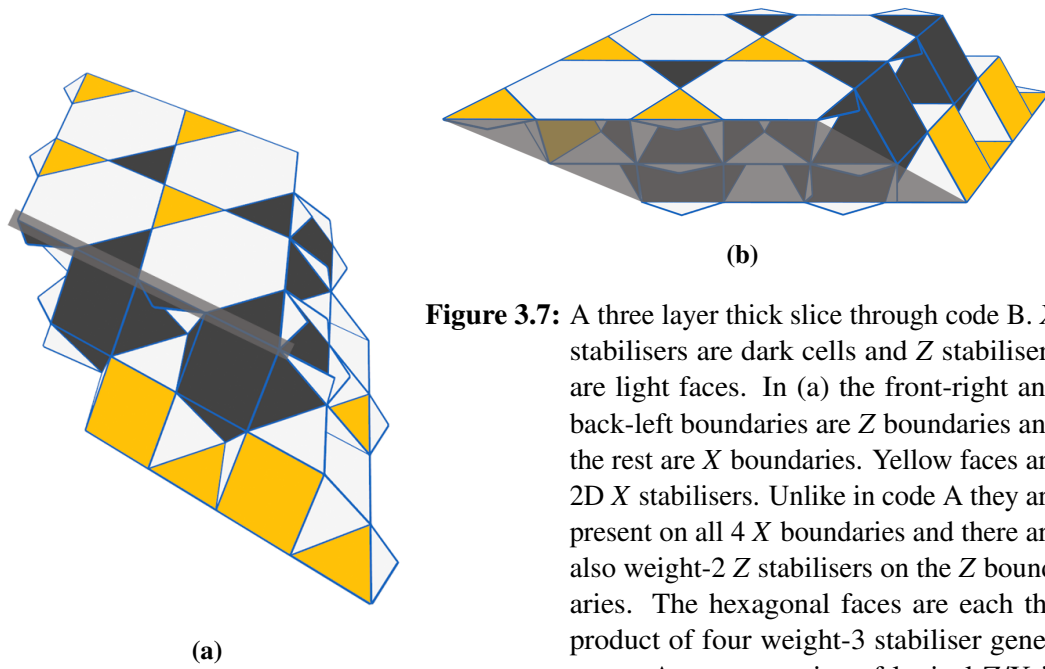 (b)
Figure 3.7: A three layer thick slice through code B.
stabilisers are dark cells and Z stabiliser
are light faces. In (a) the front-right an
back-left boundaries are Z boundaries an
the rest are X boundaries. Yellow faces ar
2D X stabilisers. Unlike in code A they ar
present on all 4 X boundaries and there ar
also weight-2 Z stabilisers on the Z bound
aries. The hexagonal faces are each th
product of four weight-3 stabiliser gene
(a)